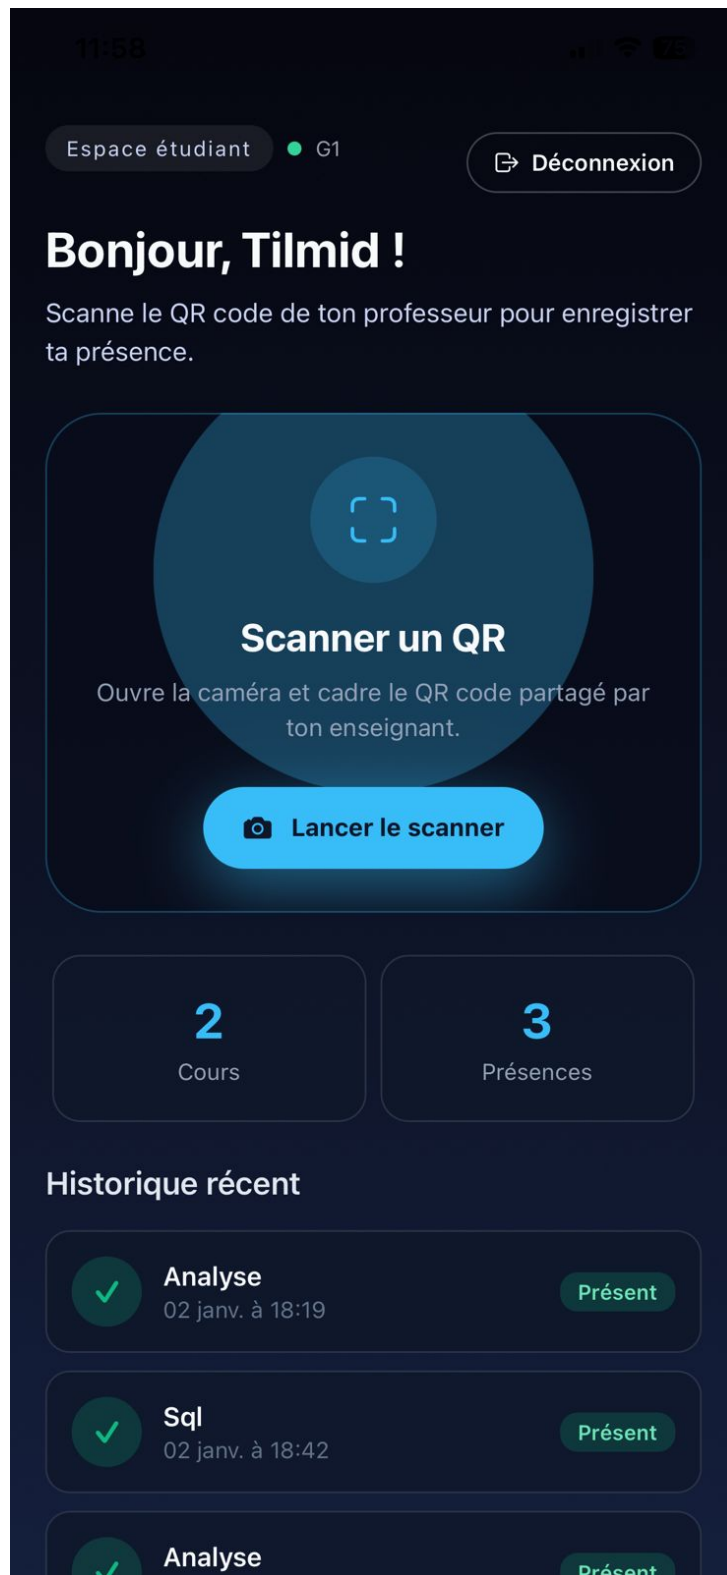 11:58
Espace étudiant
G1
Déconnexion
Bonjour, Tilmid !
Scanne le QR code de ton professeur pour enregistrer
ta présence.
Scanner un QR
Ouvre la caméra et cadre le QR code partagé par
ton enseignant.
Lancer le scanner
2
3
Cours
Présences
Historique récent
Analyse
02 janv. à 18:19
Présent
Sql
02 janv. à 18:42
Présent
Analyse
Présent